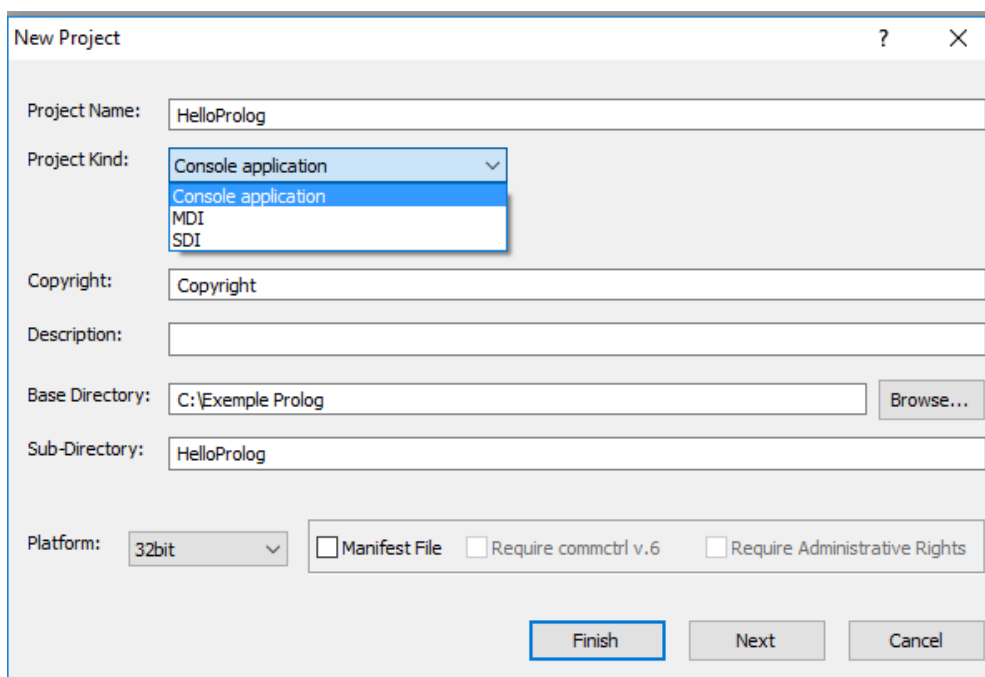 New Project
?
Project Name:
HelloProlog
Project Kind:
Console application
Console application
MDI
SDI
Copyright:
Copyright
Description:
Base Directory:
C:\Exemple Prolog
Browse...
Sub-Directory:
HelloProlog
Platform:
32bit
Manifest File
Require commctrl v.6
Require Administrative Rights
Finish
Next
Cancel